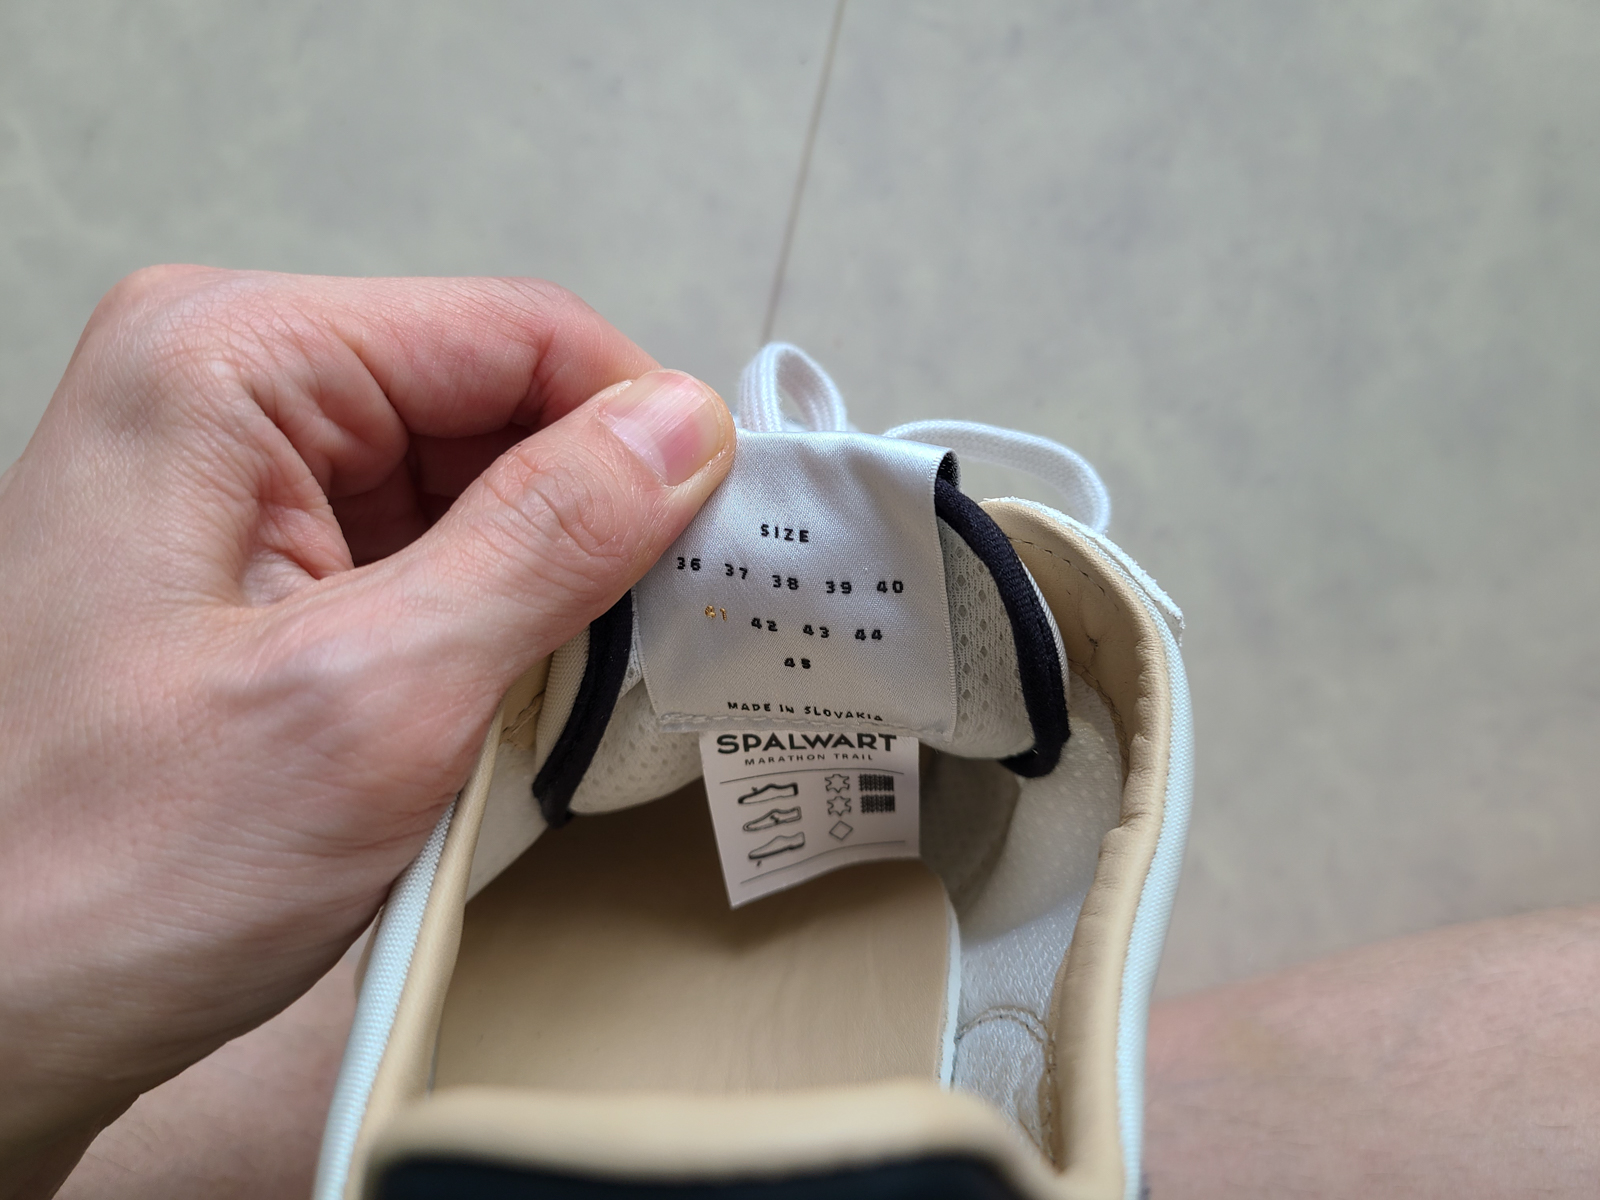 SIZE
36 37 38 39 40
41 42 43 44
45
MADE IN SLOVAKIA
SPALWART
MARATHON TRAIL